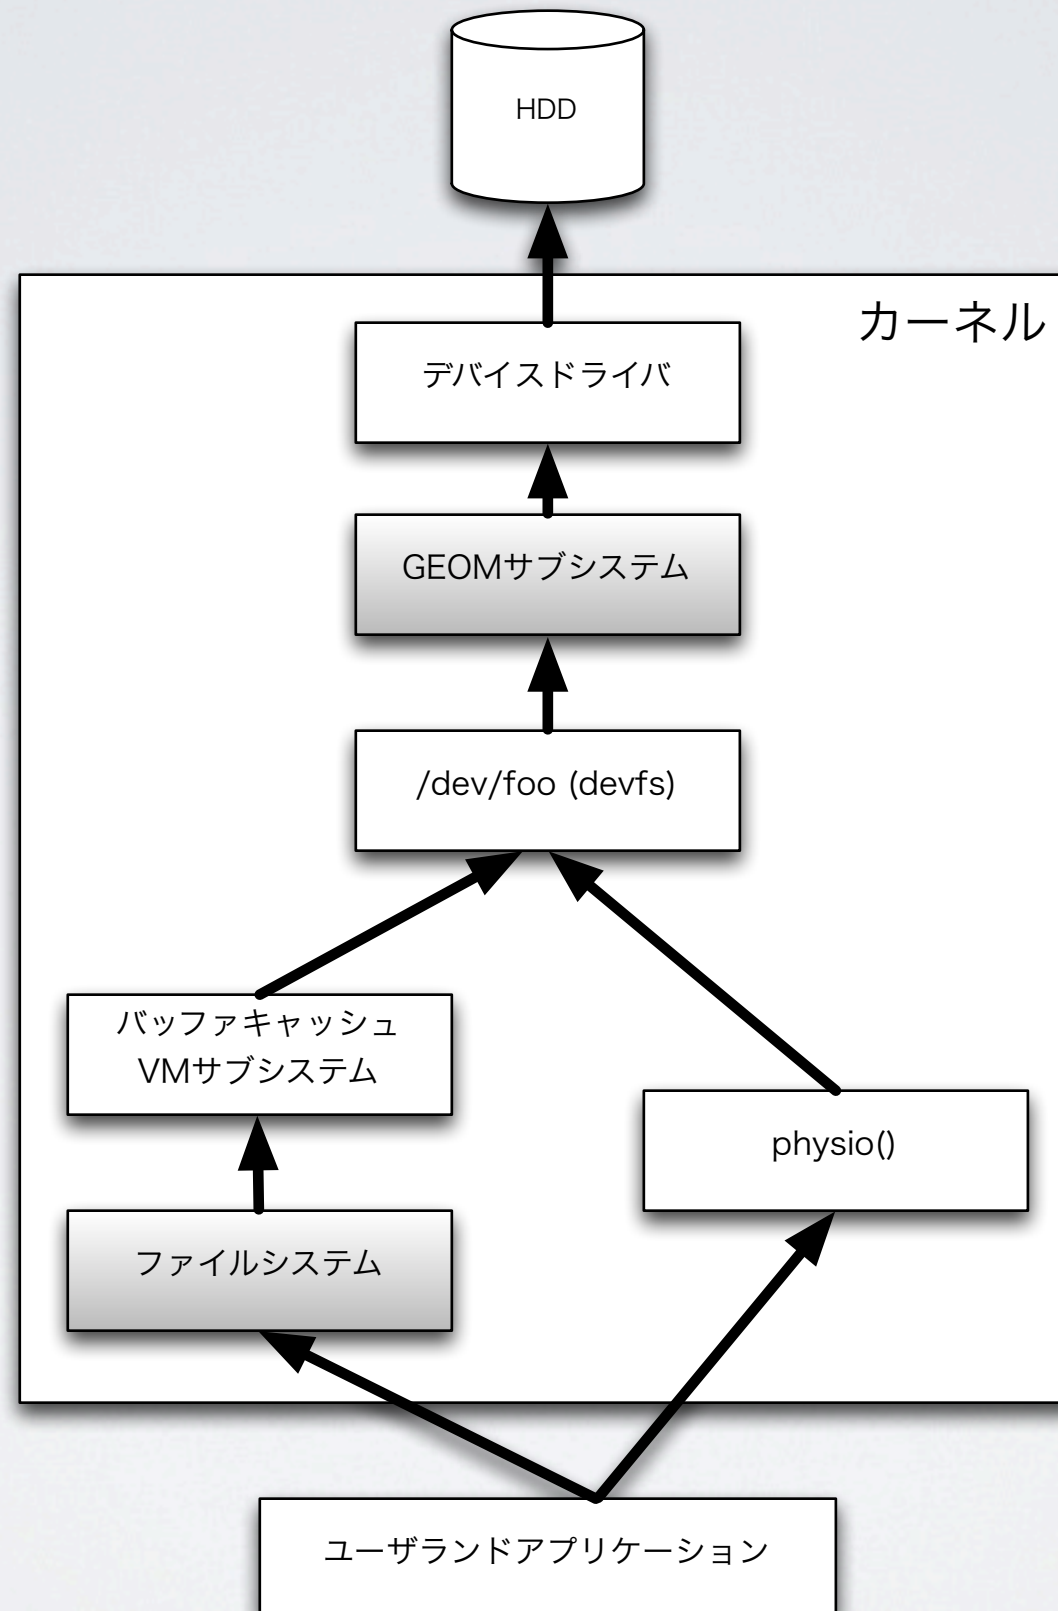 HDD
カーネル
デバイスドライバ
GEOMサブシステム
/dev/foo (devfs)
バッファキャッシュ
VMサブシステム
physio()
ファイルシステム
ユーザランドアプリケーション